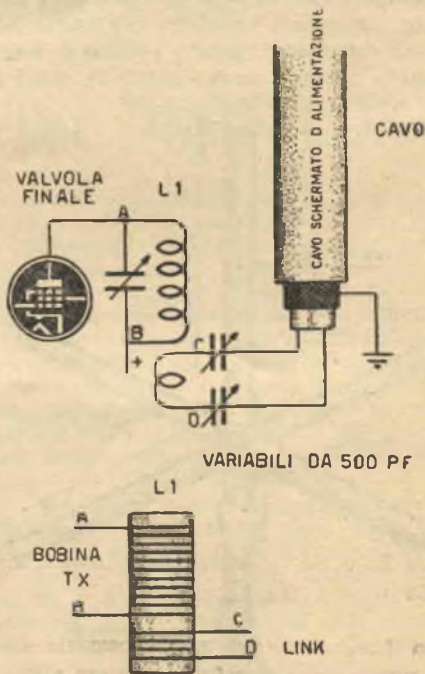 CAVO SCHERMATO D ALIMENTAZIONE
CAVO
VALVOLA
FINALE
L1
A
B
+
C
D
VARIABILI DA 500 PF
L1
A
BOBINA
TX
B
C
D
LINK